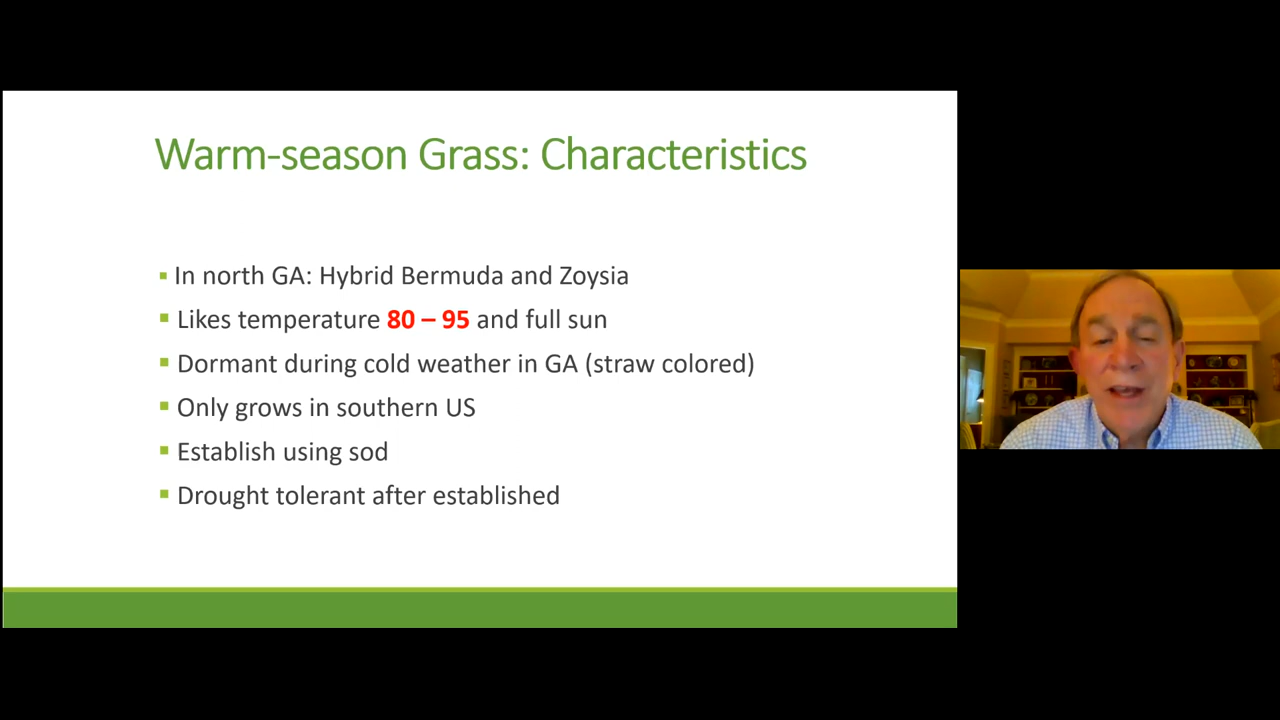 Warm-season Grass: Characteristics
In north GA: Hybrid Bermuda and Zoysia
Likes temperature 80 – 95 and full sun
Dormant during cold weather in GA (straw colored)
Only grows in southern US
Establish using sod
Drought tolerant after established